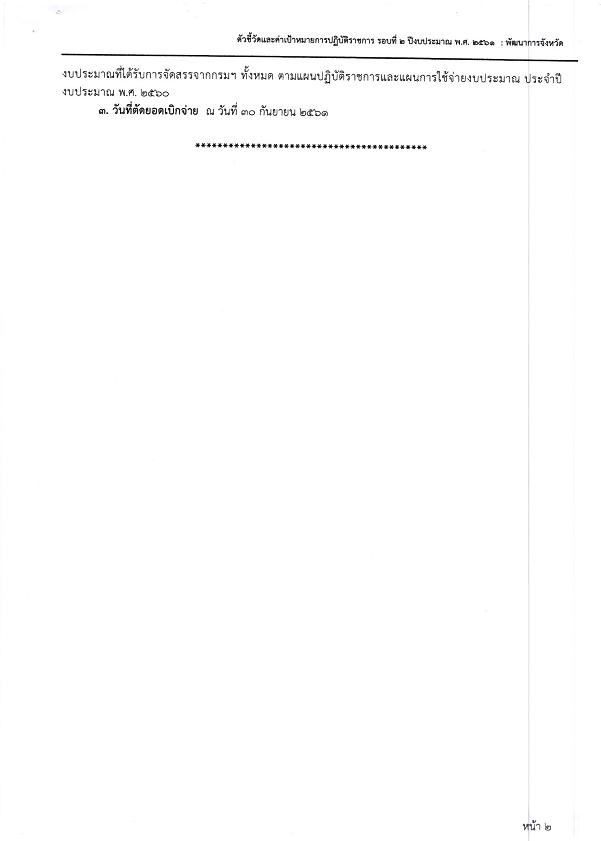 ตัวชี้วัดและค่าเป้าหมายการปฏิบัติราชการ รอบที่ ๒ ปีงบประมาณ พ.ศ. ๒๕๖๑ : พัฒนาการจังหวัด
งบประมาณที่ได้รับการจัดสรรจากกรมฯ ทั้งหมด ตามแผนปฏิบัติราชการและแผนการใช้จ่ายงบประมาณ ประจำปี
งบประมาณ พ.ศ. ๒๕๖๐
๓. วันที่ตัดยอดเบิกจ่าย ณ วันที่ ๓๐ กันยายน ๒๕๖๑
******************************************
หน้า ๒